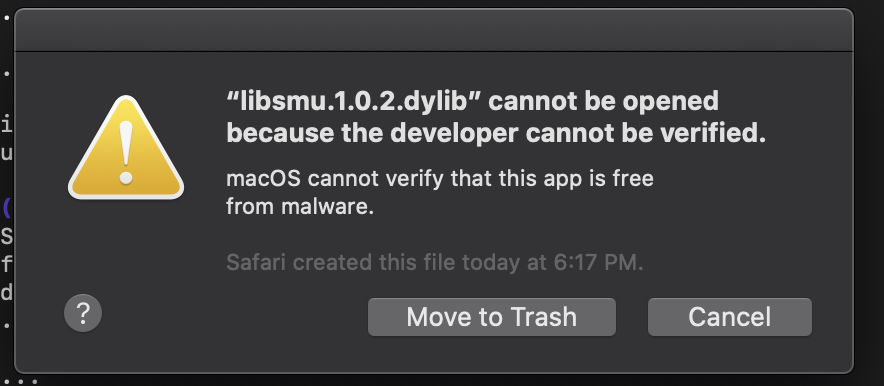 “libsmu.1.0.2.dylib” cannot be opened
because the developer cannot be verified.
macOS cannot verify that this app is free
from malware.
Safari created this file today at 6:17 PM.
?
Move to Trash
Cancel
i
u
(
S
f
d
...